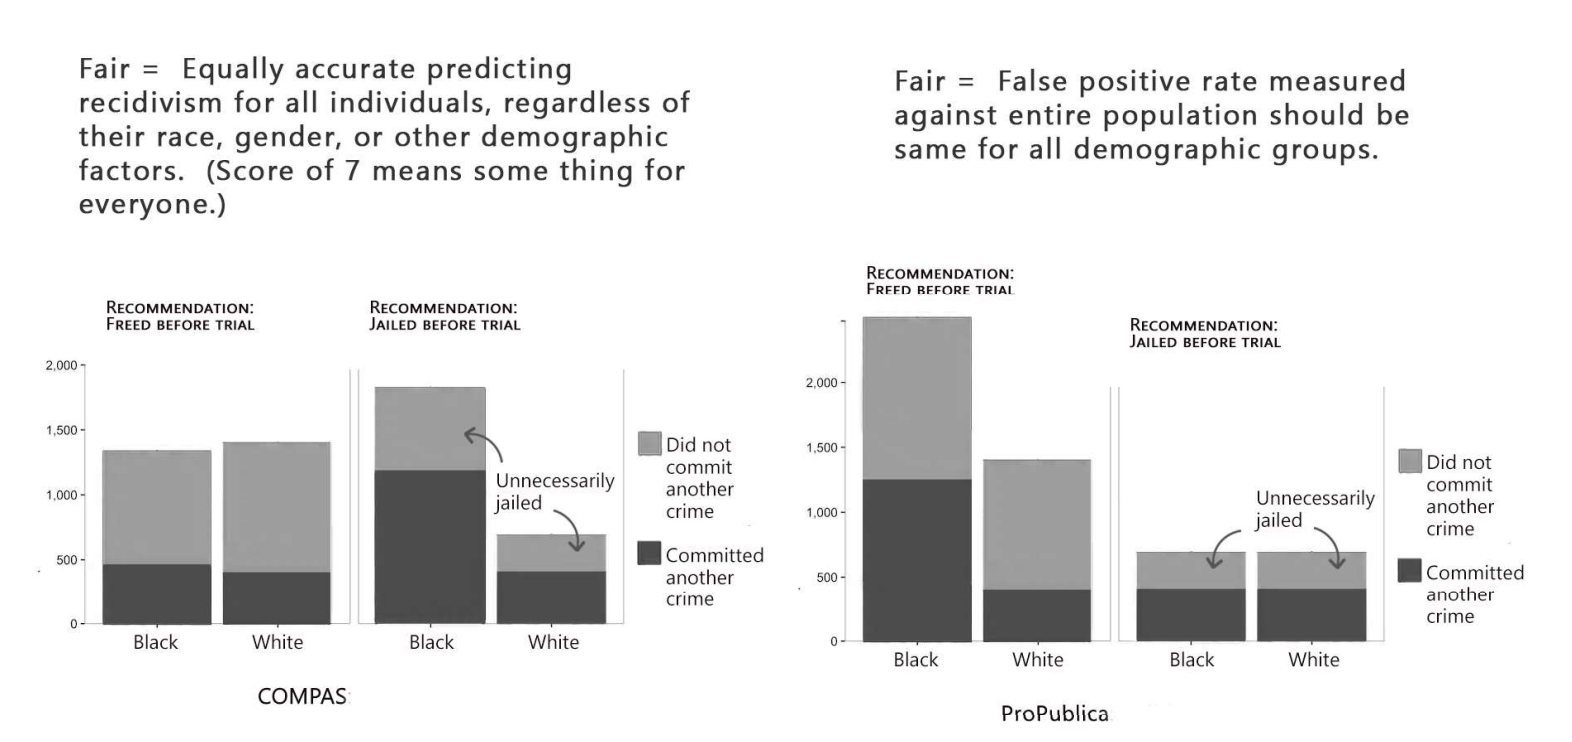 Fair =  Equally accurate predicting
recidivism for all individuals, regardless of
their race, gender, or other demographic
factors.  (Score of 7 means some thing for
everyone.)
RECOMMENDATION:
FREED BEFORE TRIAL
RECOMMENDATION:
JAILED BEFORE TRIAL
2,000
1,500
1,000
500
0
Black
White
Black
White
Unnecessarily
jailed
Did not
commit
another
crime
Committed
another
crime
COMPAS
Fair =  False positive rate measured
against entire population should be
same for all demographic groups.
RECOMMENDATION:
FREED BEFORE TRIAL
RECOMMENDATION:
JAILED BEFORE TRIAL
2,000
1,500
1,000
500
0
Black
White
Black
White
Unnecessarily
jailed
Did not
commit
another
crime
Committed
another
crime
ProPublica